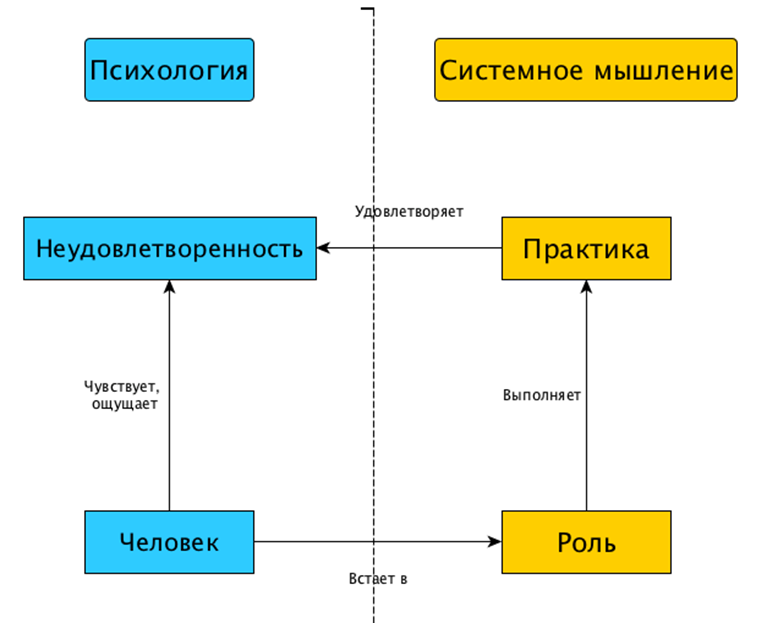 Психология
Системное мышление
Удовлетворяет
Неудовлетворенность
Практика
Чувствует,
ощущает
Выполняет
Человек
Роль
Встает в